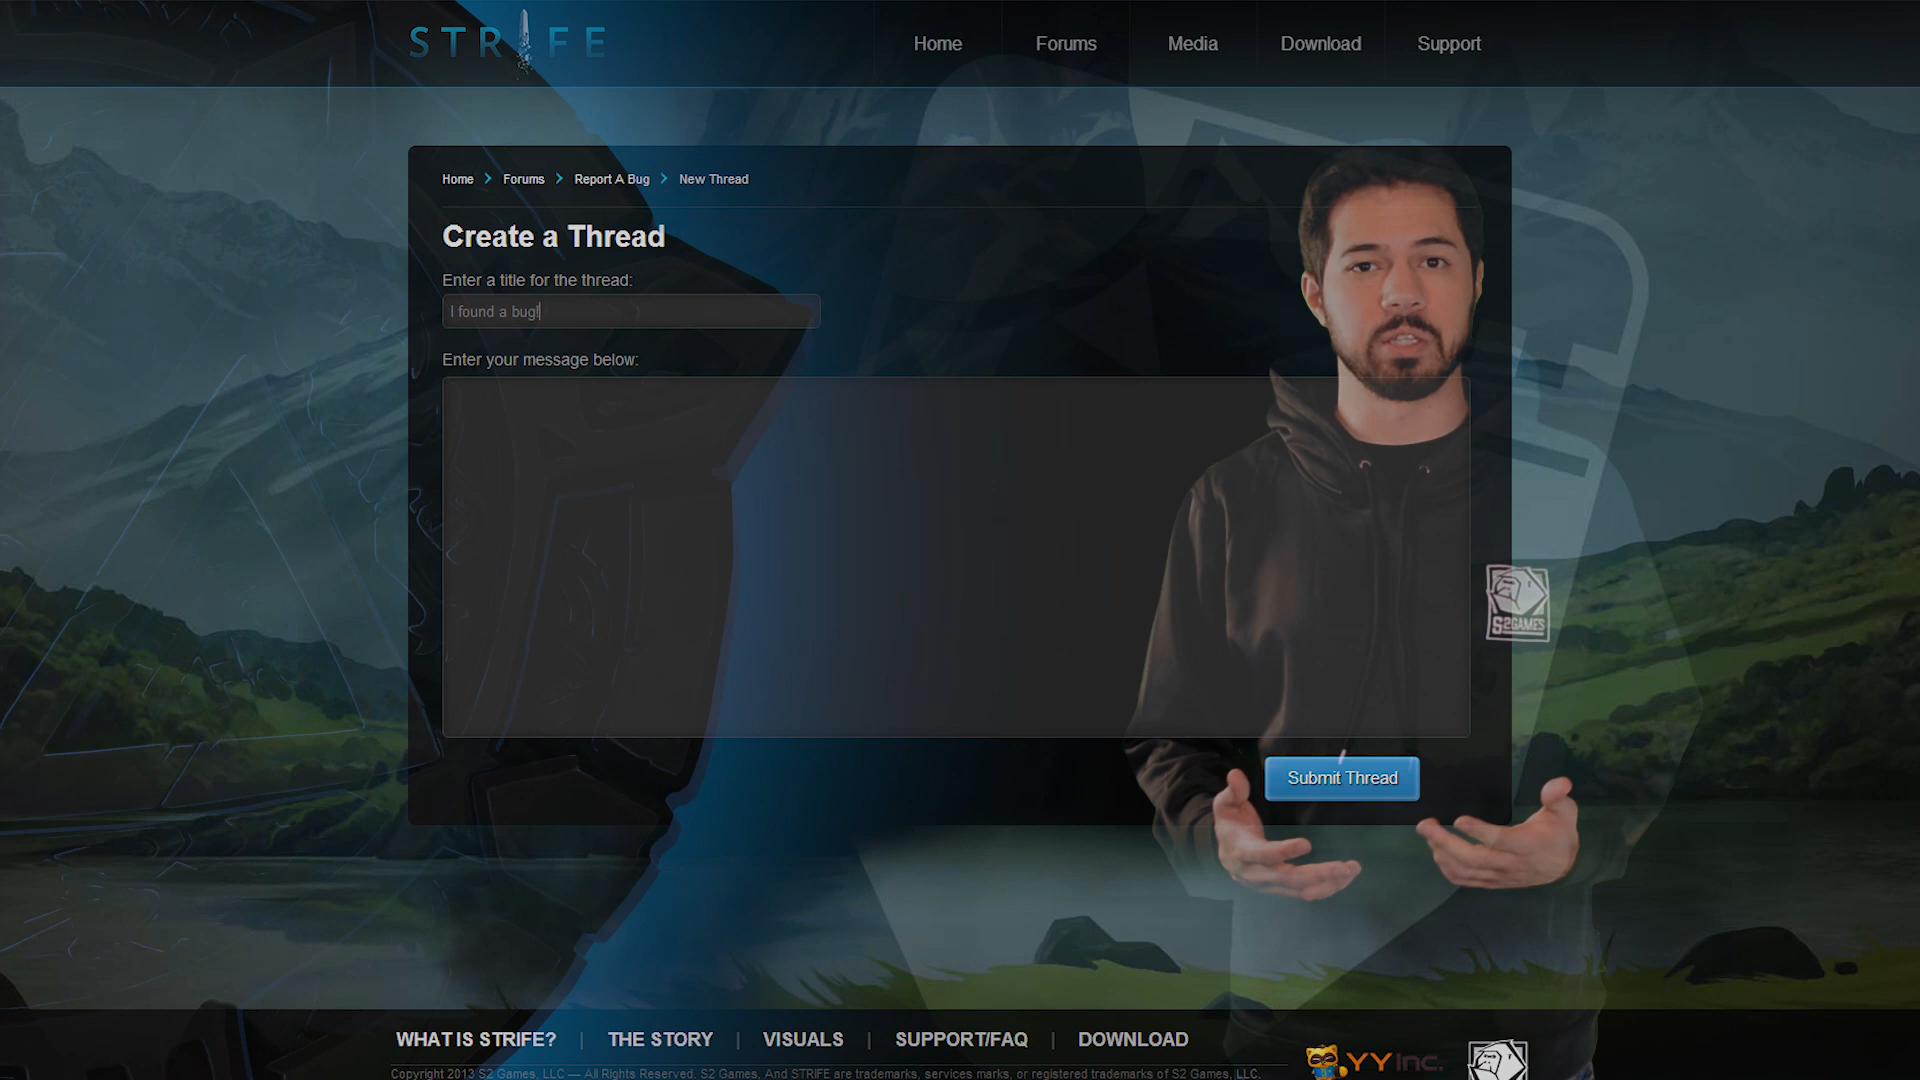 STRIFE
Home Forums Media Download Support
Home > Forums > Report A Bug > New Thread
Create a Thread
Enter a title for the thread:
I found a bug!
Enter your message below:
S2GAMES
Submit Thread
WHAT IS STRIFE? | THE STORY | VISUALS | SUPPORT/FAQ | DOWNLOAD
YY Inc.
Copyright 2013 S2 Games, LLC — All Rights Reserved. S2 Games, And STRIFE are trademarks, services marks, or registered trademarks of S2 Games, LLC.